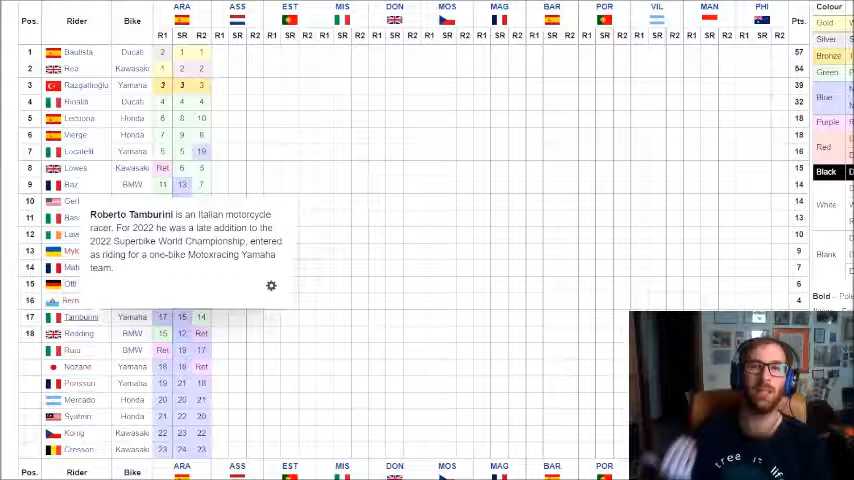 ARA ASS EST MIS DON MOS MAG BAR POR VIL MAN PHI
Pos. Rider Bike Pts.
R1 SR R2 R1 SR R2 R1 SR R2 R1 SR R2 R1 SR R2 R1 SR R2 R1 SR R2 R1 SR R2 R1 SR R2 R1 SR R2 R1 SR R2 R1 SR R2
1 Bautista Ducati 2 1 1 57
2 Rea Kawasaki 1 2 2 54
3 Razgatlıoğlu Yamaha 3 3 3 39
4 Rinaldi Ducati 4 4 4 32
5 Lecuona Honda 6 8 10 18
6 Vierge Honda 7 9 8 18
7 Locatelli Yamaha 5 5 19 16
8 Lowes Kawasaki Ret 6 5 15
9 Baz BMW 11 13 7 14
10 14
11 12
12 10
13 9
14 7
15 6
16 4
Roberto Tamburini is an Italian motorcycle
racer. For 2022 he was a late addition to the
2022 Superbike World Championship, entered
as riding for a one-bike Motoxracing Yamaha
team.
17 Tamburini Yamaha 17 15 14
18 Redding BMW 15 12 Ret
Ruiu BMW Ret 19 17
Nozane Yamaha 18 18 Ret
Ponsson Yamaha 19 21 18
Mercado Honda 20 20 21
Syahrin Honda 21 22 20
König Kawasaki 22 23 22
Cresson Kawasaki 23 24 23
Pos. Rider Bike ARA ASS EST MIS DON MOS MAG BAR POR
Colour
Gold
Silver
Bronze
Green
Blue
Purple
Red
Black
White
Blank
Bold – Pole
tree is life